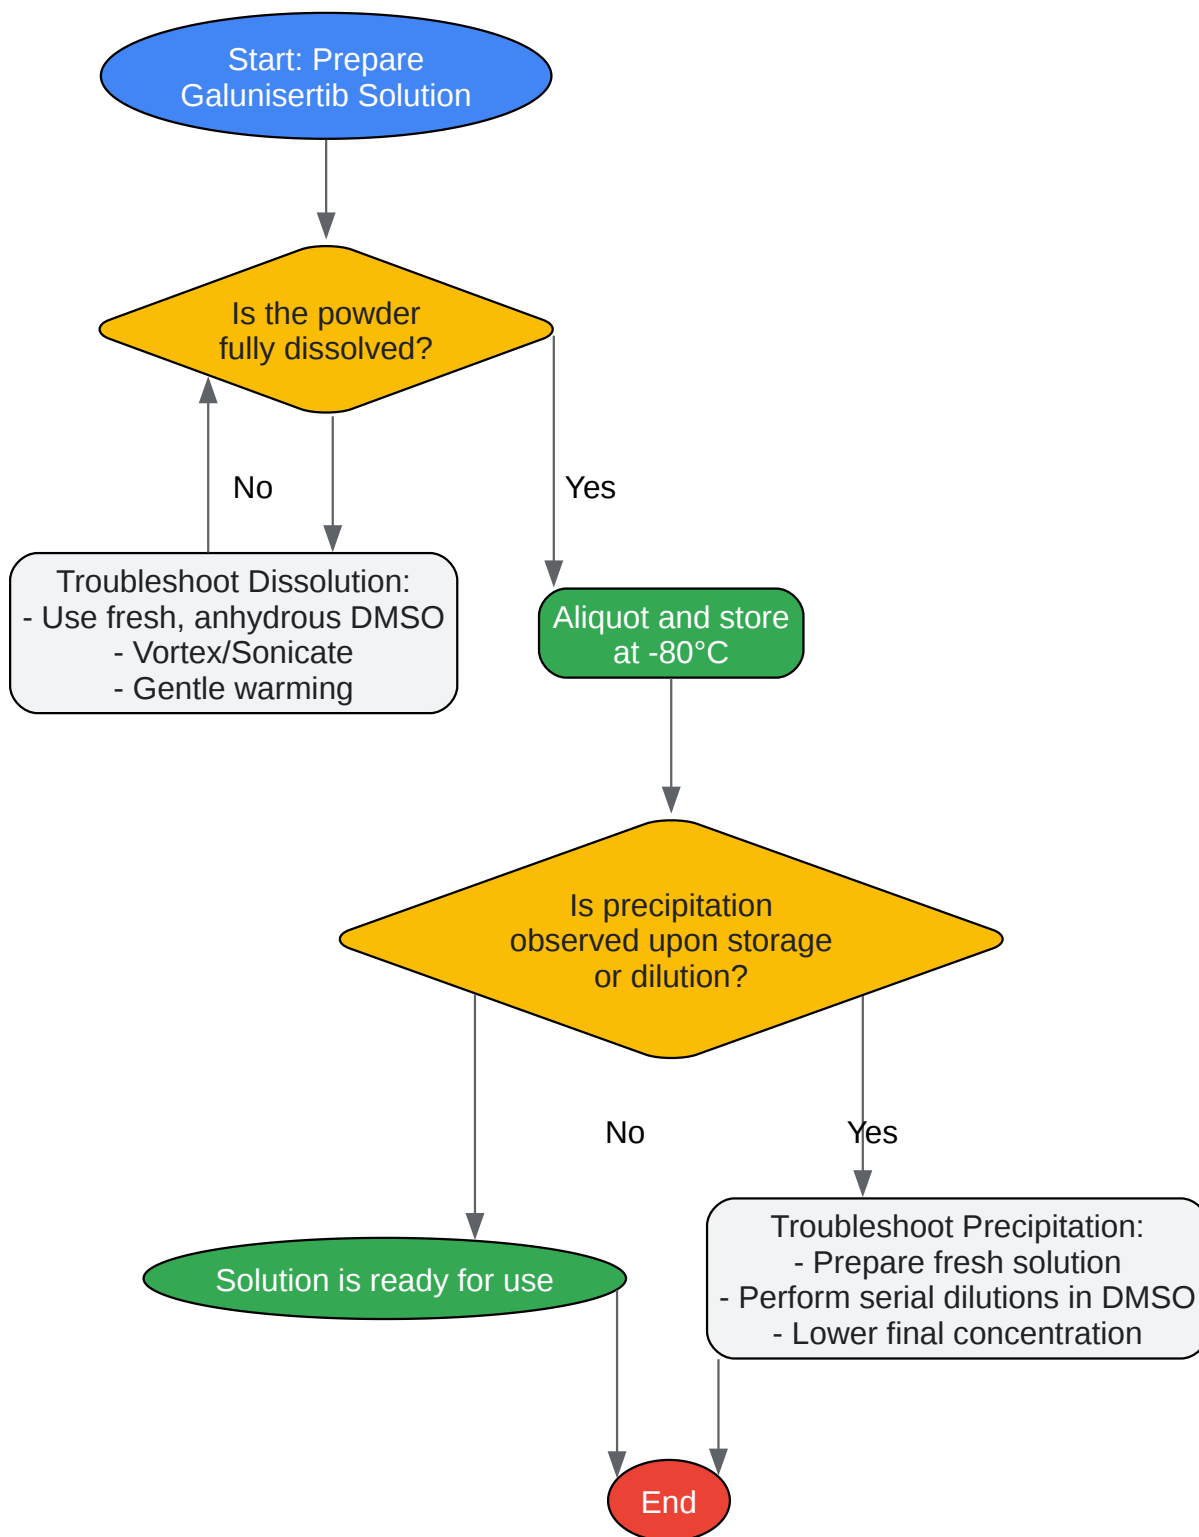 Start: Prepare
Galunisertib Solution
Is the powder
fully dissolved?
No
Yes
Troubleshoot Dissolution:
- Use fresh, anhydrous DMSO
- Vortex/Sonicate
- Gentle warming
Aliquot and store
at -80°C
Is precipitation
observed upon storage
or dilution?
No
Yes
Solution is ready for use
Troubleshoot Precipitation:
- Prepare fresh solution
- Perform serial dilutions in DMSO
- Lower final concentration
End